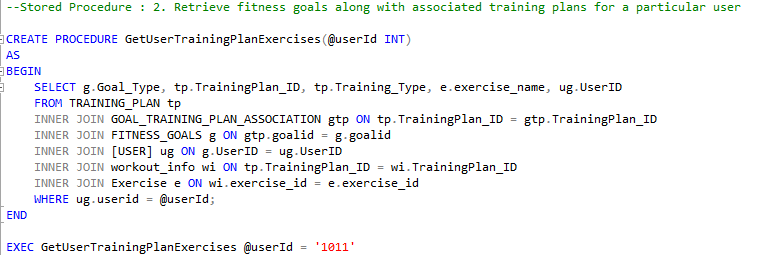 --Stored Procedure : 2. Retrieve fitness goals along with associated training plans for a particular user
CREATE PROCEDURE GetUserTrainingPlanExercises(@userId INT)
AS
BEGIN
SELECT g.Goal_Type, tp.TrainingPlan_ID, tp.Training_Type, e.exercise_name, ug.UserID
FROM TRAINING_PLAN tp
INNER JOIN GOAL_TRAINING_PLAN_ASSOCIATION gtp ON tp.TrainingPlan_ID = gtp.TrainingPlan_ID
INNER JOIN FITNESS_GOALS g ON gtp.goalid = g.goalid
INNER JOIN [USER] ug ON g.UserID = ug.UserID
INNER JOIN workout_info wi ON tp.TrainingPlan_ID = wi.TrainingPlan_ID
INNER JOIN Exercise e ON wi.exercise_id = e.exercise_id
WHERE ug.userid = @userId;
END
EXEC GetUserTrainingPlanExercises @userId = '1011'